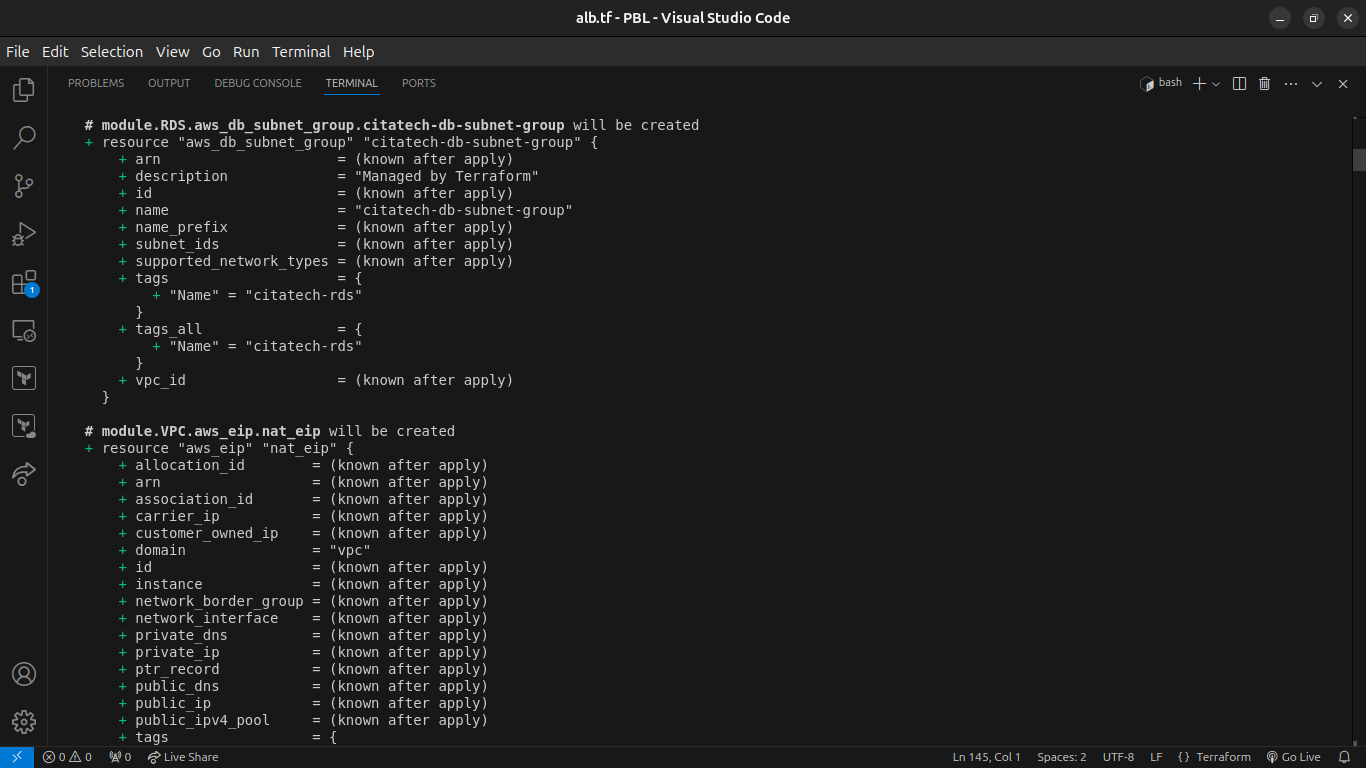 alb.tf - PBL - Visual Studio Code
File Edit Selection View Go Run Terminal Help
PROBLEMS OUTPUT DEBUG CONSOLE TERMINAL PORTS
bash
# module.RDS.aws_db_subnet_group.citatech-db-subnet-group will be created
+ resource "aws_db_subnet_group" "citatech-db-subnet-group" {
+ arn = (known after apply)
+ description = "Managed by Terraform"
+ id = (known after apply)
+ name = "citatech-db-subnet-group"
+ name_prefix = (known after apply)
+ subnet_ids = (known after apply)
+ supported_network_types = (known after apply)
+ tags = {
+ "Name" = "citatech-rds"
}
+ tags_all = {
+ "Name" = "citatech-rds"
}
+ vpc_id = (known after apply)
}
# module.VPC.aws_eip.nat_eip will be created
+ resource "aws_eip" "nat_eip" {
+ allocation_id = (known after apply)
+ arn = (known after apply)
+ association_id = (known after apply)
+ carrier_ip = (known after apply)
+ customer_owned_ip = (known after apply)
+ domain = "vpc"
+ id = (known after apply)
+ instance = (known after apply)
+ network_border_group = (known after apply)
+ network_interface = (known after apply)
+ private_dns = (known after apply)
+ private_ip = (known after apply)
+ ptr_record = (known after apply)
+ public_dns = (known after apply)
+ public_ip = (known after apply)
+ public_ipv4_pool = (known after apply)
+ tags = {
1
0 0 0 Live Share Ln 145, Col 1 Spaces: 2 UTF-8 LF {} Terraform Go Live